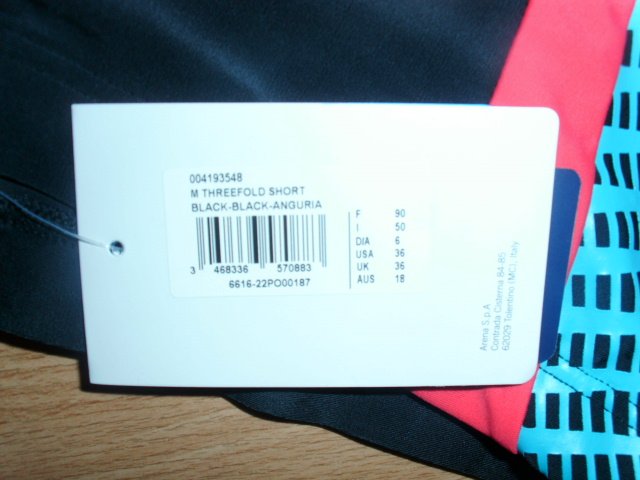 004193548
M THREEFOLD SHORT
BLACK-BLACK-ANGURIA
3 468336 570883
6616-22PO00187
F 90
I 50
DIA 6
USA 36
UK 36
AUS 18
Arena S.p.A
Contrada Cisterna 84-85
62029 Tolentino (MC), Italy